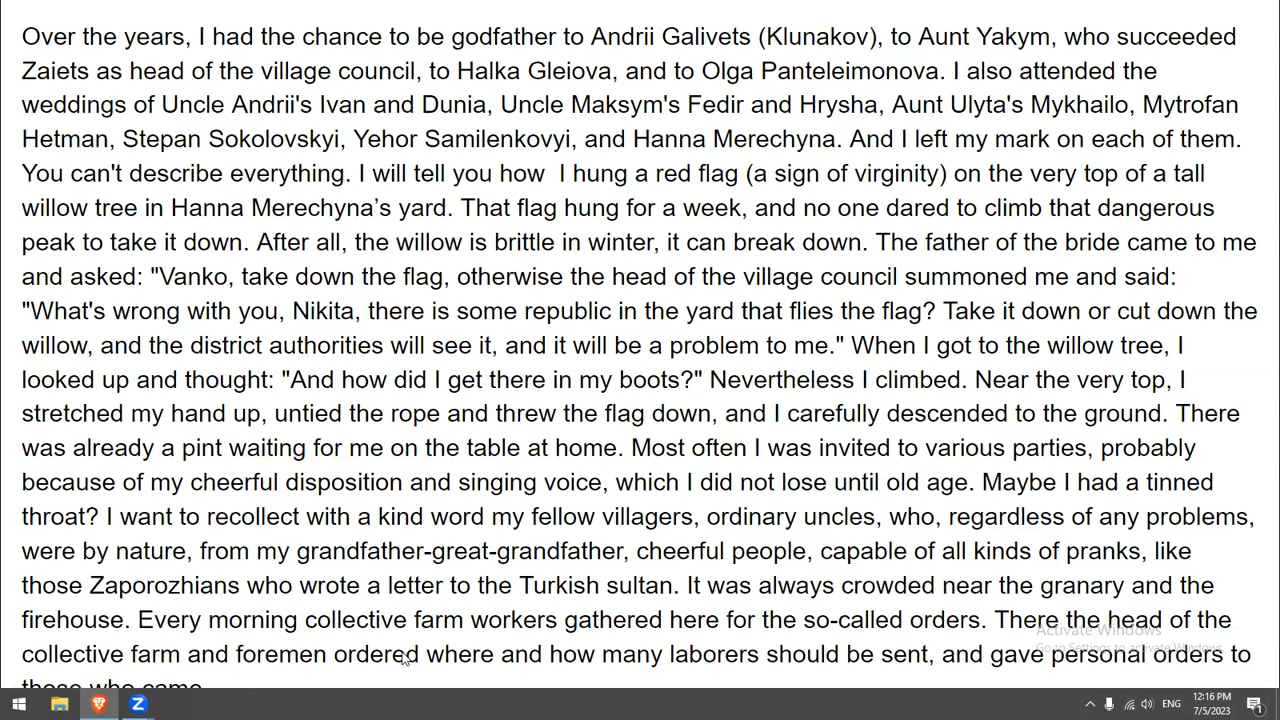 Over the years, I had the chance to be godfather to Andrii Galivets (Klunakov), to Aunt Yakym, who succeeded
Zaiets as head of the village council, to Halka Gleiova, and to Olga Panteleimonova. I also attended the
weddings of Uncle Andrii's Ivan and Dunia, Uncle Maksym's Fedir and Hrysha, Aunt Ulyta's Mykhailo, Mytrofan
Hetman, Stepan Sokolovskyi, Yehor Samilenkovyi, and Hanna Merechyna. And I left my mark on each of them.
You can't describe everything. I will tell you how  I hung a red flag (a sign of virginity) on the very top of a tall
willow tree in Hanna Merechyna’s yard. That flag hung for a week, and no one dared to climb that dangerous
peak to take it down. After all, the willow is brittle in winter, it can break down. The father of the bride came to me
and asked: "Vanko, take down the flag, otherwise the head of the village council summoned me and said:
"What's wrong with you, Nikita, there is some republic in the yard that flies the flag? Take it down or cut down the
willow, and the district authorities will see it, and it will be a problem to me." When I got to the willow tree, I
looked up and thought: "And how did I get there in my boots?" Nevertheless I climbed. Near the very top, I
stretched my hand up, untied the rope and threw the flag down, and I carefully descended to the ground. There
was already a pint waiting for me on the table at home. Most often I was invited to various parties, probably
because of my cheerful disposition and singing voice, which I did not lose until old age. Maybe I had a tinned
throat? I want to recollect with a kind word my fellow villagers, ordinary uncles, who, regardless of any problems,
were by nature, from my grandfather-great-grandfather, cheerful people, capable of all kinds of pranks, like
those Zaporozhians who wrote a letter to the Turkish sultan. It was always crowded near the granary and the
firehouse. Every morning collective farm workers gathered here for the so-called orders. There the head of the
collective farm and foremen ordered where and how many laborers should be sent, and gave personal orders to
those who came.
Activate Windows
Go to Settings to activate Windows.
ENG
12:16 PM
7/5/2023
1